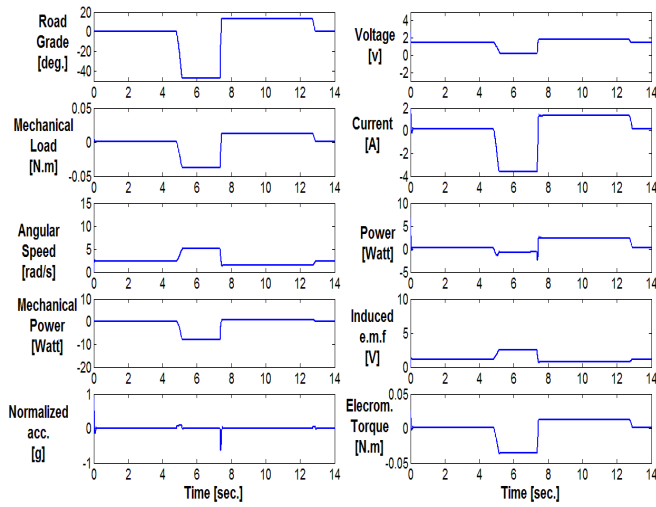 Road
Grade
[deg.]
20
0
-20
-40
0 2 4 6 8 10 12 14
Voltage
[v]
4
2
0
-2
0 2 4 6 8 10 12 14
Mechanical
Load
[N.m]
0.05
0
-0.05
0 2 4 6 8 10 12 14
Current
[A]
2
0
-2
-4
0 2 4 6 8 10 12 14
Angular
Speed
[rad/s]
15
10
5
0
0 2 4 6 8 10 12 14
Power
[Watt]
10
5
0
-5
0 2 4 6 8 10 12 14
Mechanical
Power
[Watt]
10
0
-10
-20
0 2 4 6 8 10 12 14
Induced
e.m.f
[V]
10
5
0
0 2 4 6 8 10 12 14
Normalized
acc.
[g]
1
0
-1
0 2 4 6 8 10 12 14
Time [sec.]
Elecrom.
Torque
[N.m]
0.05
0
-0.05
0 2 4 6 8 10 12 14
Time [sec.]